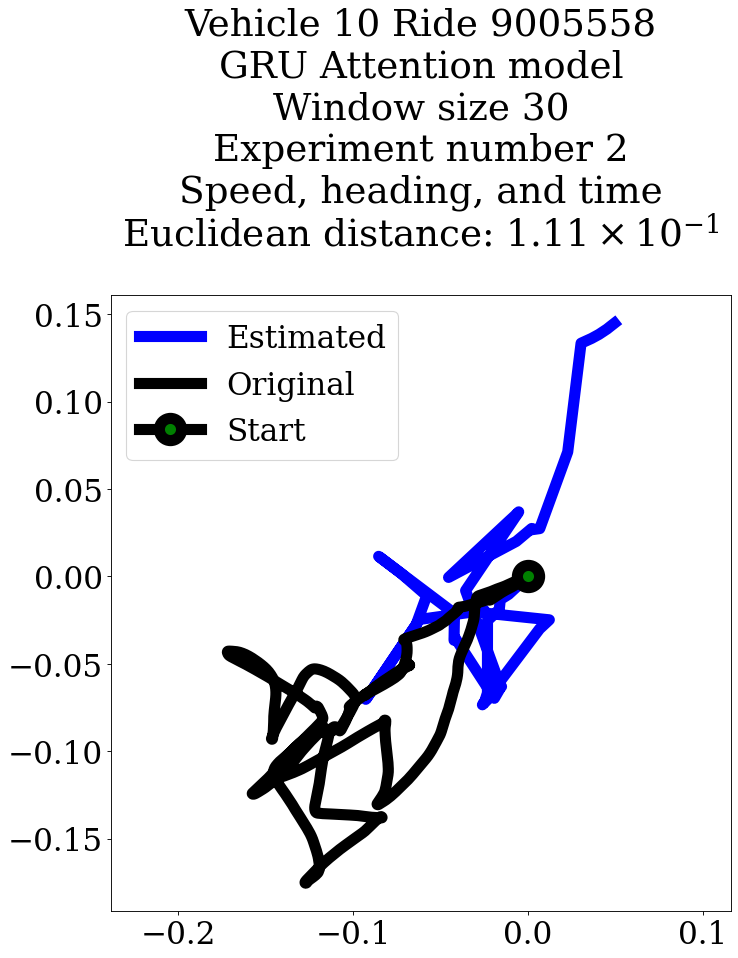 Vehicle 10 Ride 9005558
GRU Attention model
Window size 30
Experiment number 2
Speed, heading, and time
Euclidean distance: 1.11 × 10⁻¹
Estimated
Original
Start
0.15
0.10
0.05
0.00
−0.05
−0.10
−0.15
−0.2 −0.1 0.0 0.1